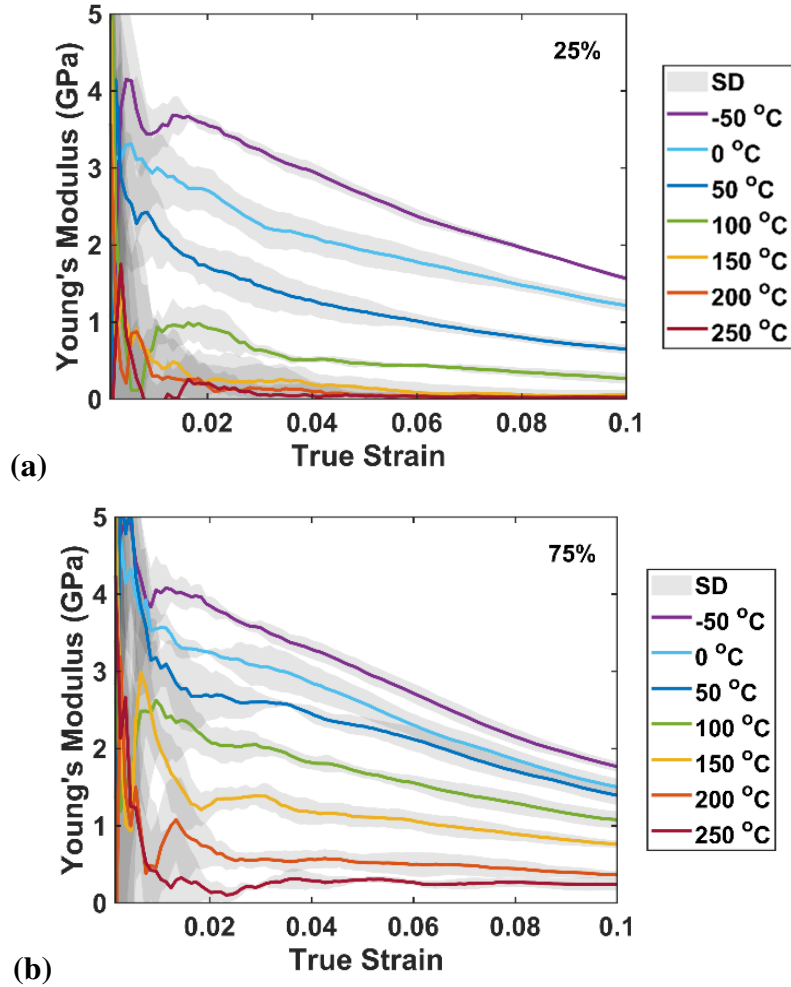 5
4
3
2
1
0
Young's Modulus (GPa)
25%
0.02
0.04
0.06
0.08
0.1
True Strain
SD
-50 °C
0 °C
50 °C
100 °C
150 °C
200 °C
250 °C
(a)
5
4
3
2
1
0
Young's Modulus (GPa)
75%
0.02
0.04
0.06
0.08
0.1
True Strain
SD
-50 °C
0 °C
50 °C
100 °C
150 °C
200 °C
250 °C
(b)